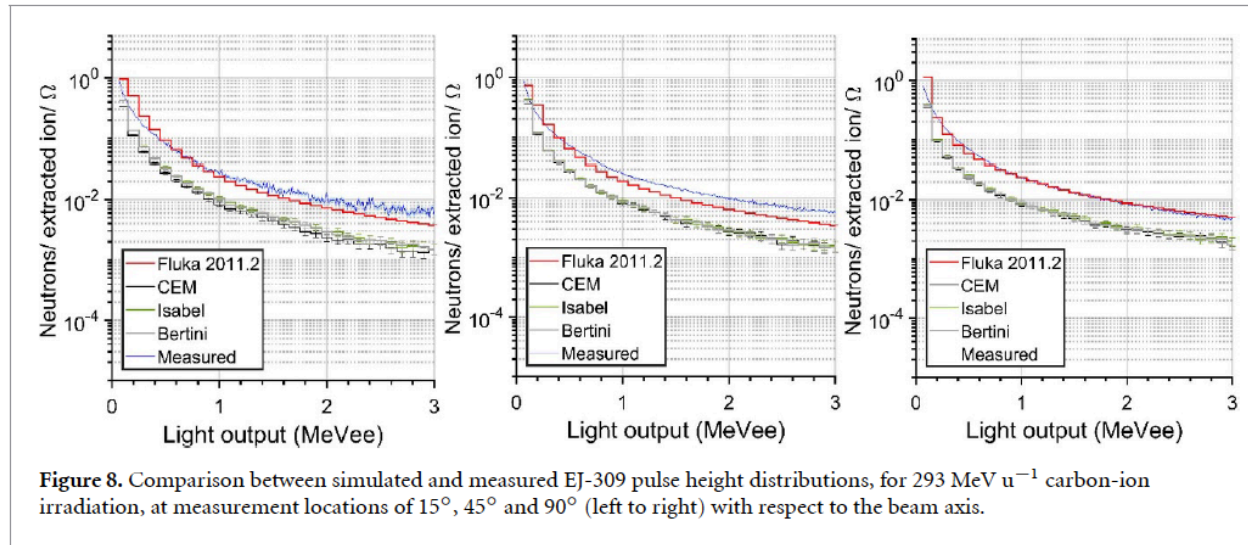 Neutrons/ extracted ion/ Ω
10⁰
10⁻²
10⁻⁴
Fluka 2011.2
CEM
Isabel
Bertini
Measured
0 1 2 3
Light output (MeVee)
Neutrons/ extracted ion/ Ω
10⁰
10⁻²
10⁻⁴
Fluka 2011.2
CEM
Isabel
Bertini
Measured
0 1 2 3
Light output (MeVee)
Neutrons/ extracted ion/ Ω
10⁰
10⁻²
10⁻⁴
Fluka 2011.2
CEM
Isabel
Bertini
Measured
0 1 2 3
Light output (MeVee)
Figure 8. Comparison between simulated and measured EJ-309 pulse height distributions, for 293 MeV u⁻¹ carbon-ion
irradiation, at measurement locations of 15°, 45° and 90° (left to right) with respect to the beam axis.